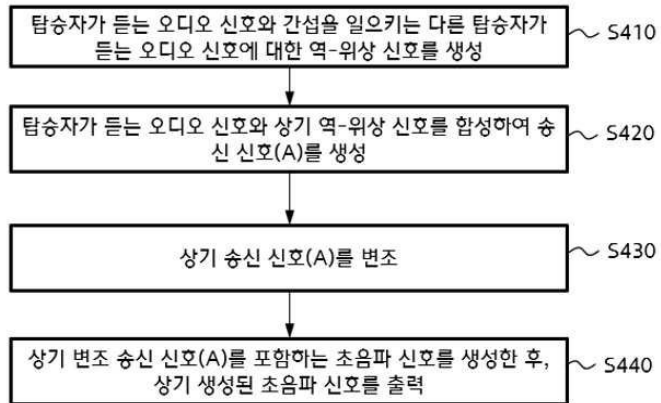 탑승자가 듣는 오디오 신호와 간섭을 일으키는 다른 탑승자가
듣는 오디오 신호에 대한 역-위상 신호를 생성
S410
탑승자가 듣는 오디오 신호와 상기 역-위상 신호를 합성하여 송
신 신호(A)를 생성
S420
상기 송신 신호(A)를 변조
S430
상기 변조 송신 신호(A)를 포함하는 초음파 신호를 생성한 후,
상기 생성된 초음파 신호를 출력
S440